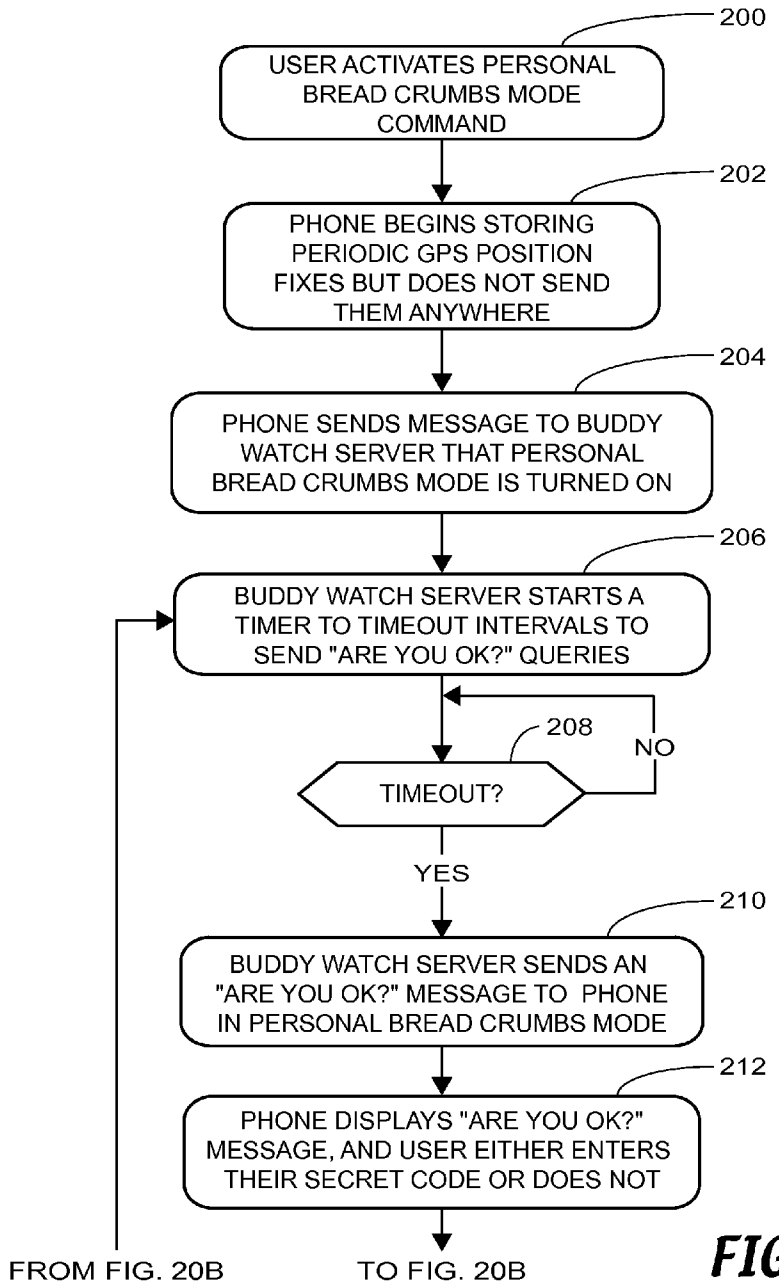 200
USER ACTIVATES PERSONAL
BREAD CRUMBS MODE
COMMAND
202
PHONE BEGINS STORING
PERIODIC GPS POSITION
FIXES BUT DOES NOT SEND
THEM ANYWHERE
204
PHONE SENDS MESSAGE TO BUDDY
WATCH SERVER THAT PERSONAL
BREAD CRUMBS MODE IS TURNED ON
206
BUDDY WATCH SERVER STARTS A
TIMER TO TIMEOUT INTERVALS TO
SEND "ARE YOU OK?" QUERIES
208
NO
TIMEOUT?
YES
210
BUDDY WATCH SERVER SENDS AN
"ARE YOU OK?" MESSAGE TO PHONE
IN PERSONAL BREAD CRUMBS MODE
212
PHONE DISPLAYS "ARE YOU OK?"
MESSAGE, AND USER EITHER ENTERS
THEIR SECRET CODE OR DOES NOT
FROM FIG. 20B
TO FIG. 20B